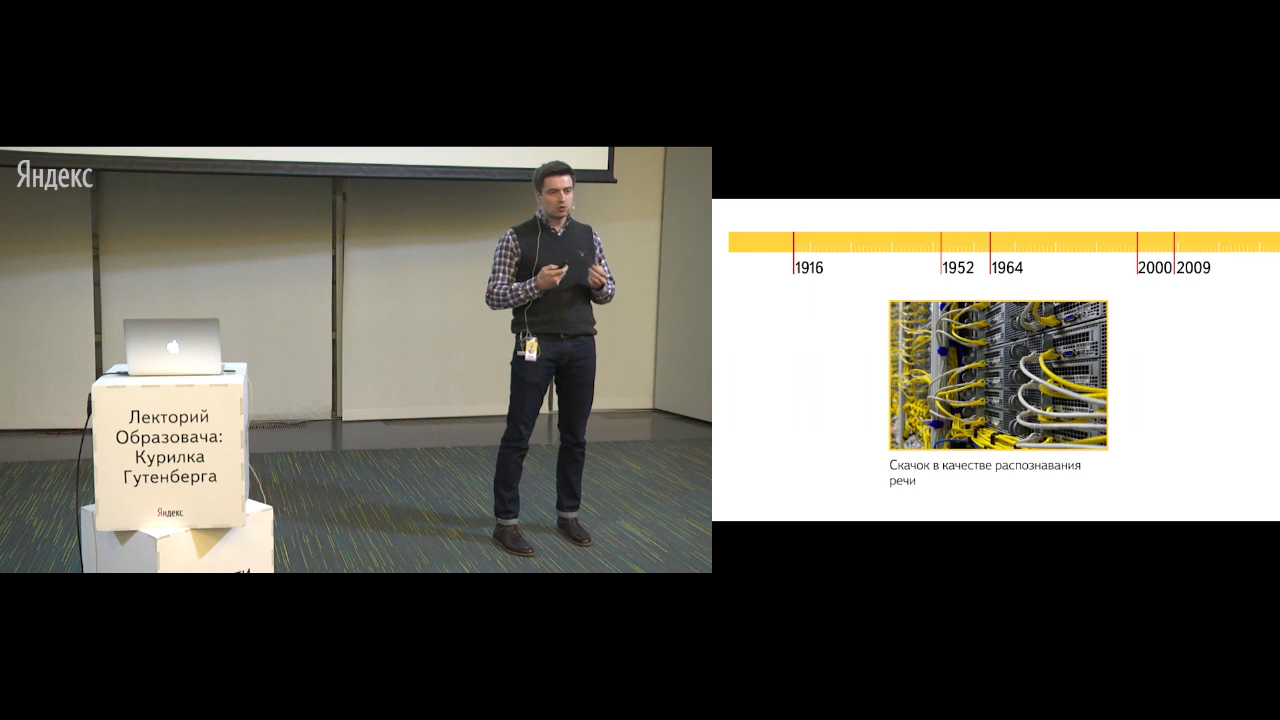 Яндекс
Лекторий
Образовача:
Курилка
Гутенберга
Яндекс
1916
1952
1964
2000
2009
Скачок в качестве распознавания
речи